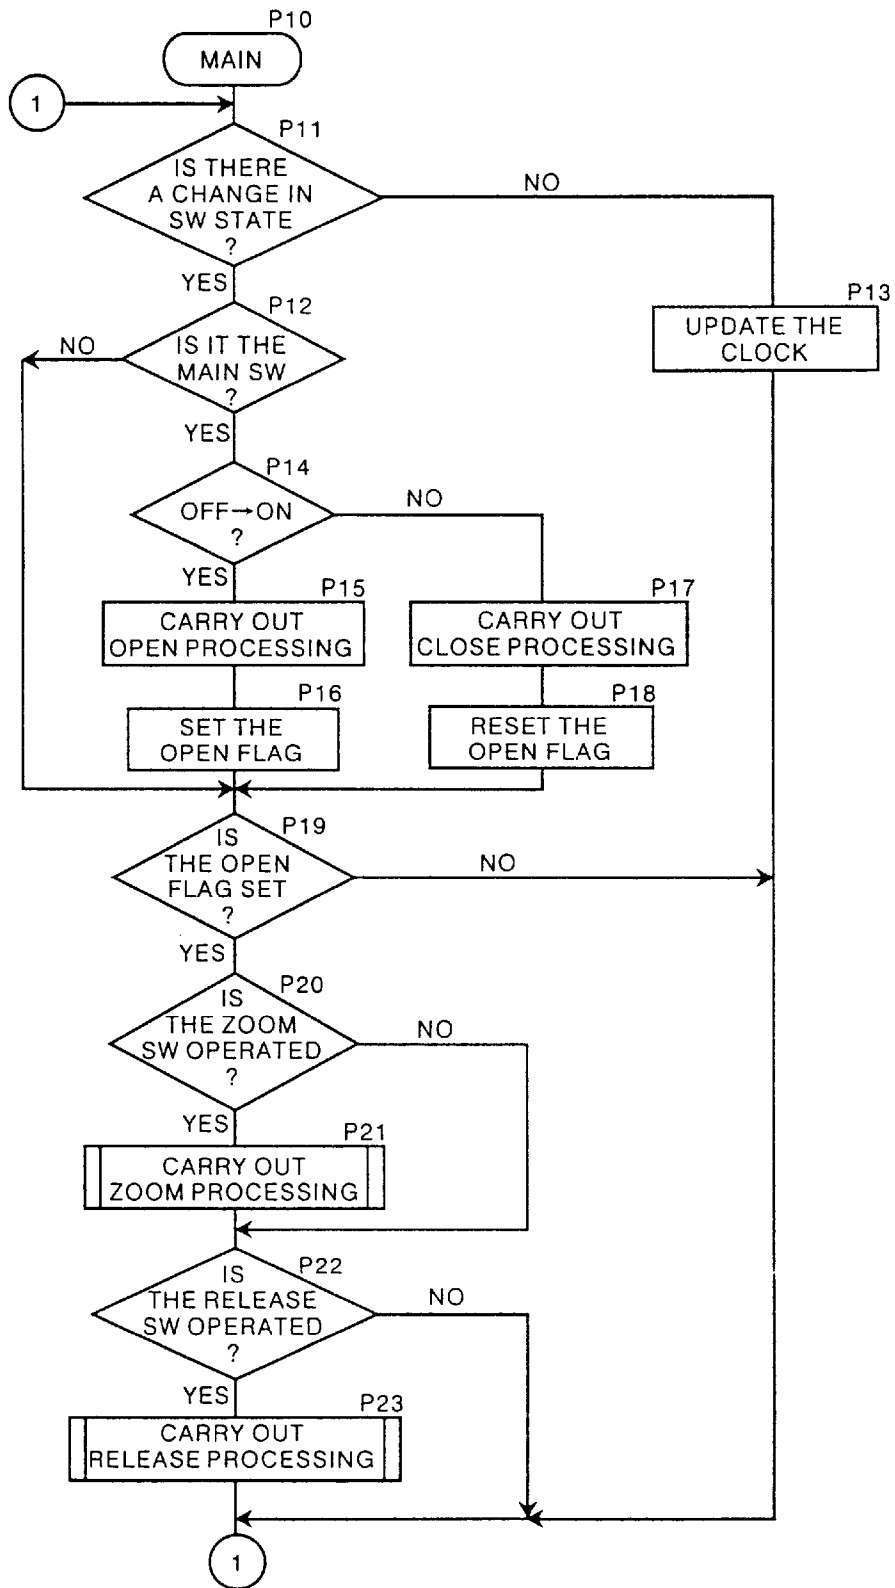 P10
MAIN
1
P11
IS THERE
A CHANGE IN
SW STATE
?
NO
YES
P12
IS IT THE
MAIN SW
?
NO
P13
UPDATE THE
CLOCK
YES
P14
OFF→ON
?
NO
YES
P15
CARRY OUT
OPEN PROCESSING
P17
CARRY OUT
CLOSE PROCESSING
P16
SET THE
OPEN FLAG
P18
RESET THE
OPEN FLAG
P19
IS
THE OPEN
FLAG SET
?
NO
YES
P20
IS
THE ZOOM
SW OPERATED
?
NO
YES
P21
CARRY OUT
ZOOM PROCESSING
P22
IS
THE RELEASE
SW OPERATED
?
NO
YES
P23
CARRY OUT
RELEASE PROCESSING
1